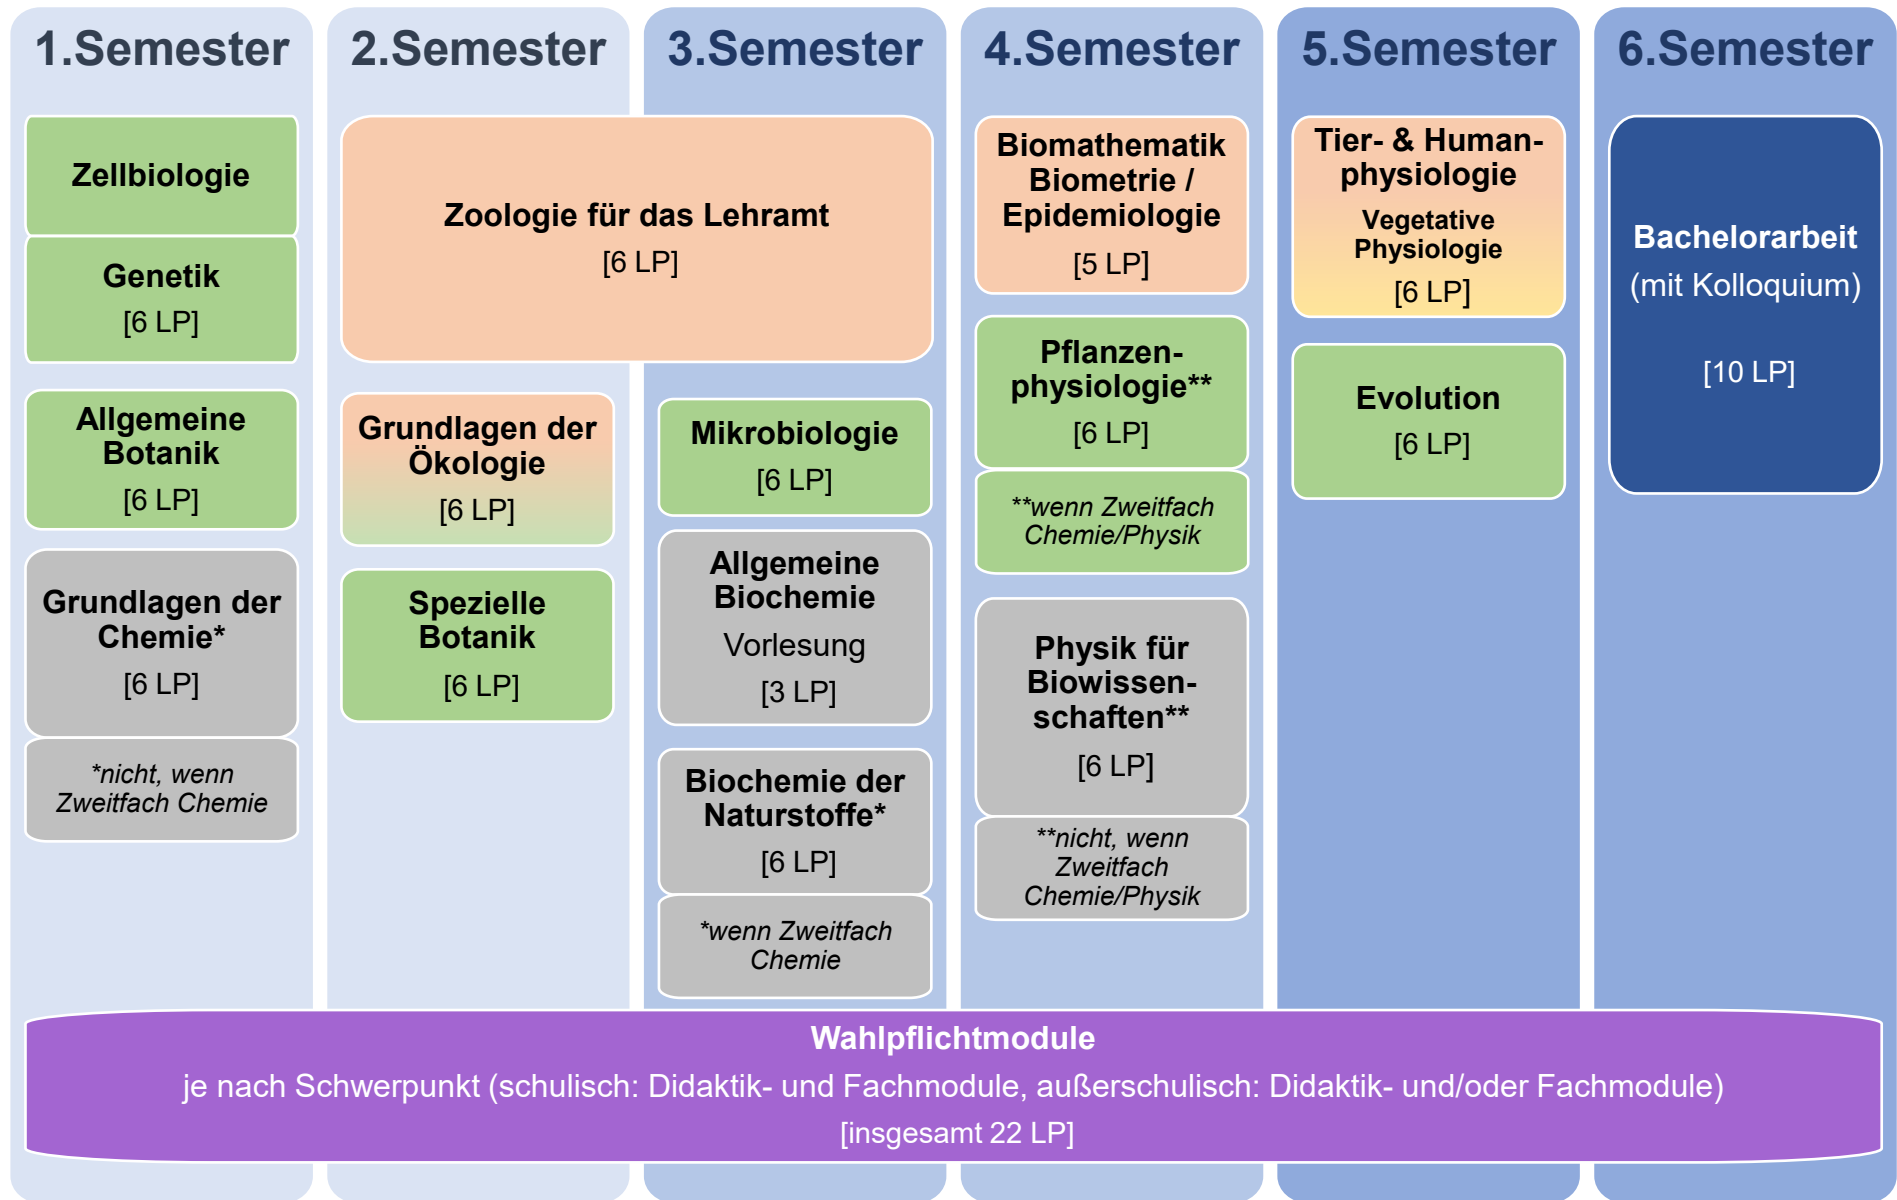 1.Semester
Zellbiologie
Genetik
[6 LP]
Allgemeine
Botanik
[6 LP]
Grundlagen der
Chemie*
[6 LP]
*nicht, wenn
Zweitfach Chemie
2.Semester
3.Semester
Zoologie für das Lehramt
[6 LP]
Grundlagen der
Ökologie
[6 LP]
Spezielle
Botanik
[6 LP]
Mikrobiologie
[6 LP]
Allgemeine
Biochemie
Vorlesung
[3 LP]
Biochemie der
Naturstoffe*
[6 LP]
*wenn Zweitfach
Chemie
4.Semester
Biomathematik
Biometrie /
Epidemiologie
[5 LP]
Pflanzen-
physiologie**
[6 LP]
**wenn Zweitfach
Chemie/Physik
Physik für
Biowissen-
schaften**
[6 LP]
**nicht, wenn
Zweitfach
Chemie/Physik
5.Semester
Tier- & Human-
physiologie
Vegetative
Physiologie
[6 LP]
Evolution
[6 LP]
6.Semester
Bachelorarbeit
(mit Kolloquium)
[10 LP]
Wahlpflichtmodule
je nach Schwerpunkt (schulisch: Didaktik- und Fachmodule, außerschulisch: Didaktik- und/oder Fachmodule)
[insgesamt 22 LP]